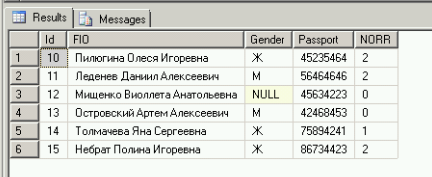 Results Messages
Id FIO Gender Passport NORR
1 10 Пилюгина Олеся Игоревна Ж 45235464 2
2 11 Леденев Даниил Алексеевич М 56464646 2
3 12 Мищенко Виоллета Анатольевна NULL 45634223 0
4 13 Островский Артем Алексеевич М 42468453 0
5 14 Толмачева Яна Сергеевна Ж 75894241 1
6 15 Небрат Полина Игоревна Ж 86734423 2